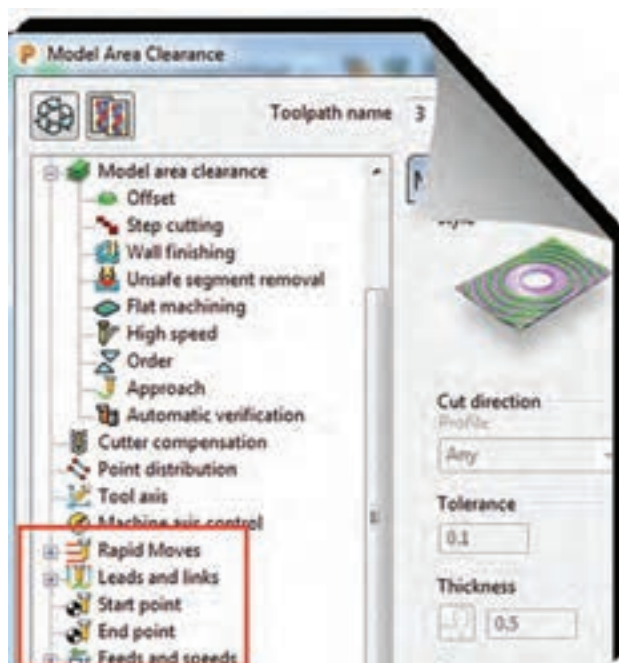 Model Area Clearance
Toolpath name 3
Model area clearance
Offset
Step cutting
Wall finishing
Unsafe segment removal
Flat machining
High speed
Order
Approach
Automatic verification
Cutter compensation
Point distribution
Tool axis
Machine axis control
Rapid Moves
Leads and links
Start point
End point
Feeds and speeds
Style
Cut direction
Profile
Any
Tolerance
0.1
Thickness
0.5